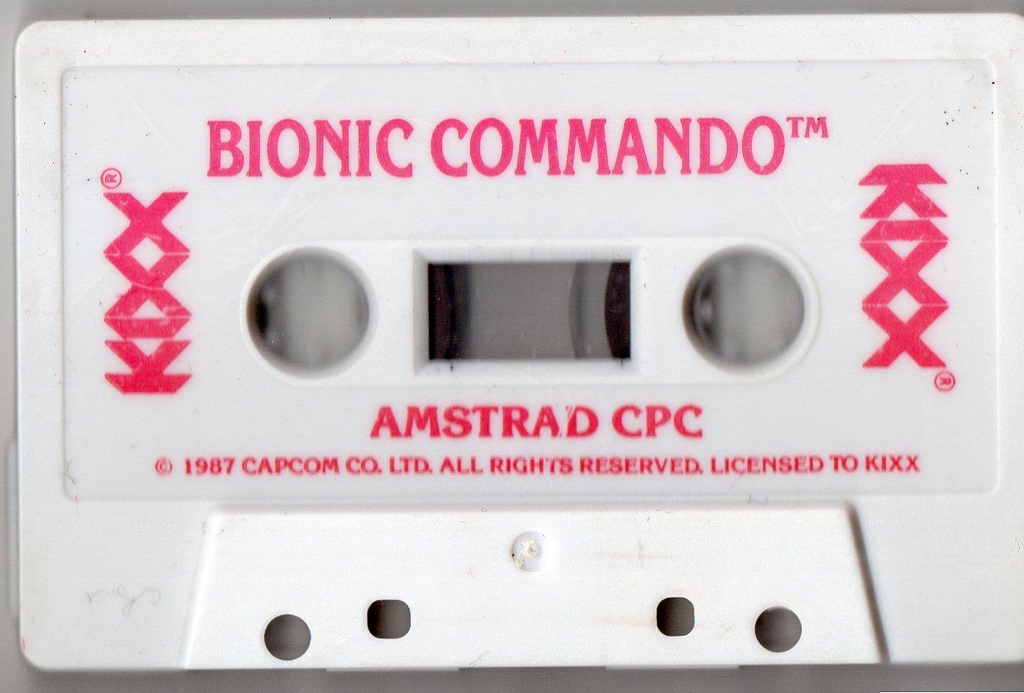 BIONIC COMMANDO™
KIXX®
KIXX®
AMSTRAD CPC
© 1987 CAPCOM CO. LTD. ALL RIGHTS RESERVED. LICENSED TO KIXX